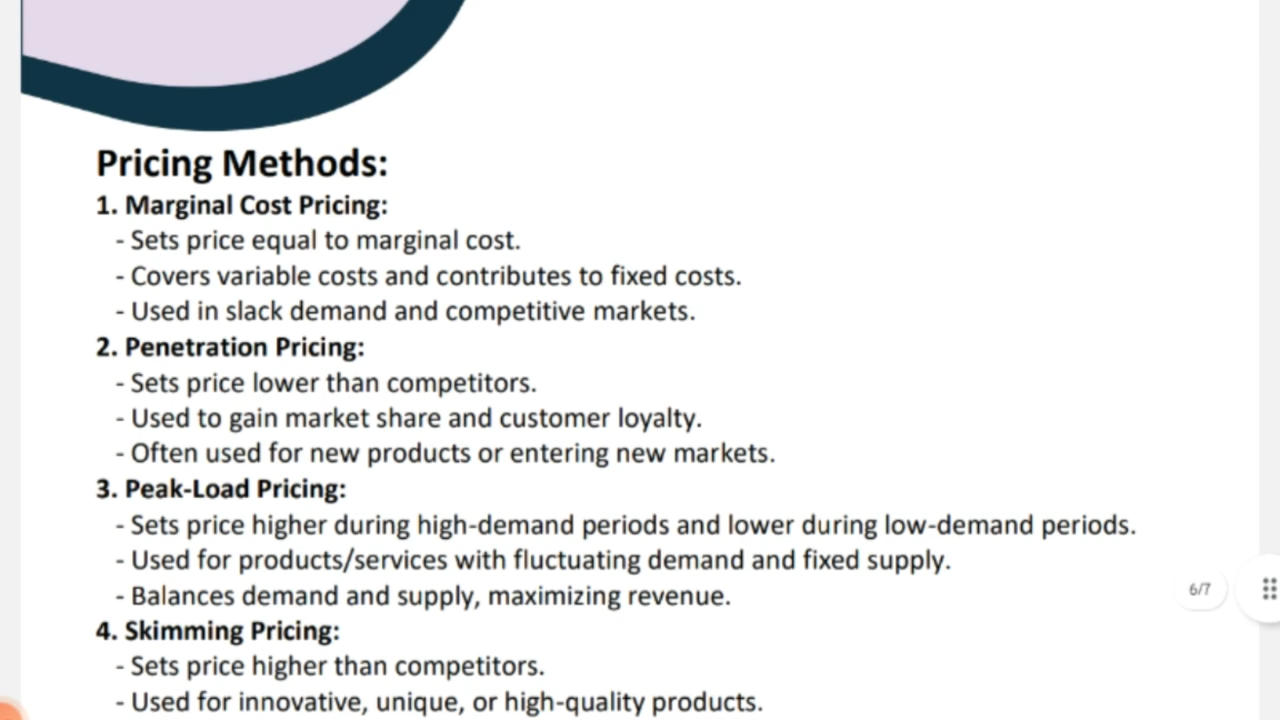 Pricing Methods:
1. Marginal Cost Pricing:
- Sets price equal to marginal cost.
- Covers variable costs and contributes to fixed costs.
- Used in slack demand and competitive markets.
2. Penetration Pricing:
- Sets price lower than competitors.
- Used to gain market share and customer loyalty.
- Often used for new products or entering new markets.
3. Peak-Load Pricing:
- Sets price higher during high-demand periods and lower during low-demand periods.
- Used for products/services with fluctuating demand and fixed supply.
- Balances demand and supply, maximizing revenue.
6/7
4. Skimming Pricing:
- Sets price higher than competitors.
- Used for innovative, unique, or high-quality products.